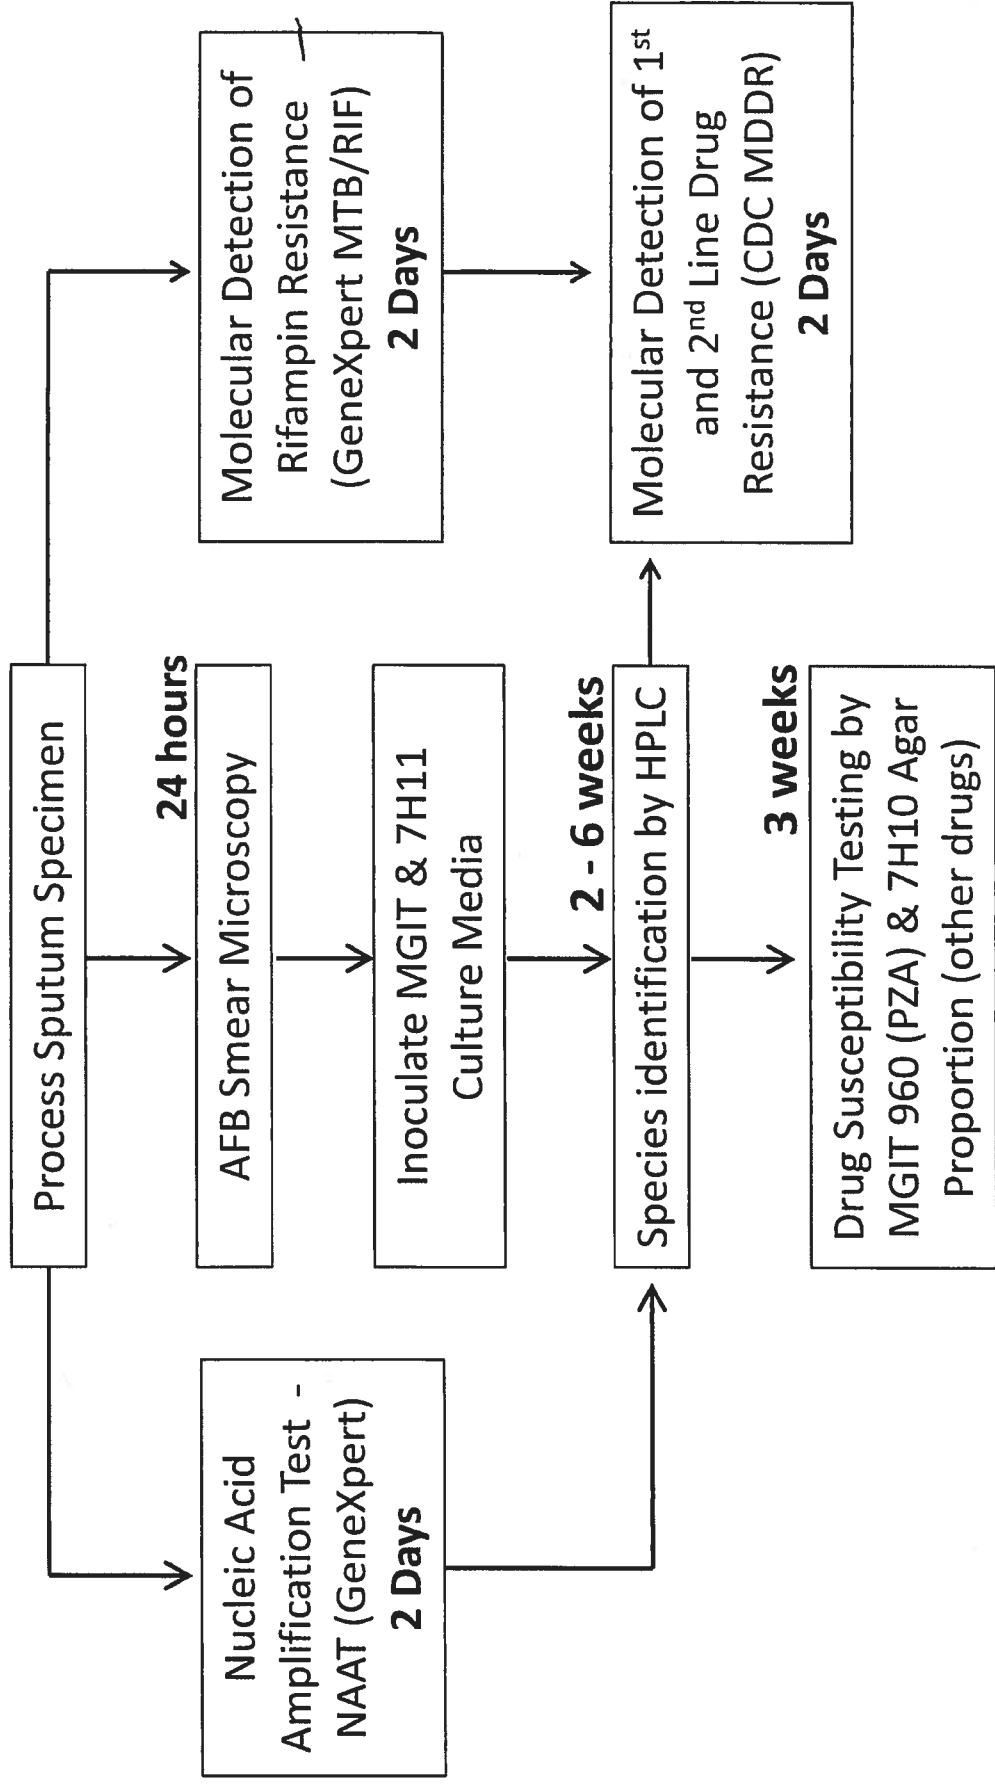 Process Sputum Specimen
Nucleic Acid
Amplification Test -
NAAT (GeneXpert)
2 Days
24 hours
AFB Smear Microscopy
Molecular Detection of
Rifampin Resistance
(GeneXpert MTB/RIF)
2 Days
Inoculate MGIT & 7H11
Culture Media
2 - 6 weeks
Species identification by HPLC
Molecular Detection of 1st
and 2nd Line Drug
Resistance (CDC MDDR)
2 Days
3 weeks
Drug Susceptibility Testing by
MGIT 960 (PZA) & 7H10 Agar
Proportion (other drugs)